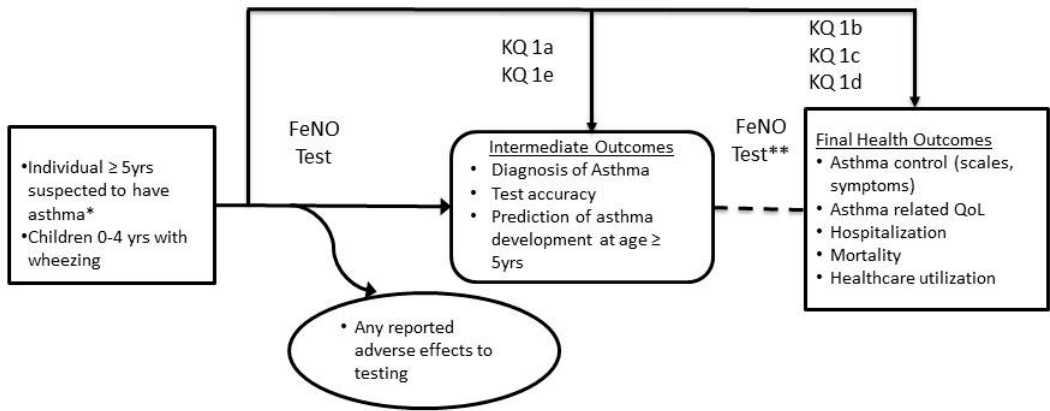 KQ 1a
KQ 1e
KQ 1b
KQ 1c
KQ 1d
•Individual ≥ 5yrs
suspected to have
asthma*
•Children 0-4 yrs with
wheezing
FeNO
Test
Intermediate Outcomes
• Diagnosis of Asthma
• Test accuracy
• Prediction of asthma
development at age ≥
5yrs
FeNO
Test**
Final Health Outcomes
• Asthma control (scales,
symptoms)
• Asthma related QoL
• Hospitalization
• Mortality
• Healthcare utilization
• Any reported
adverse effects to
testing